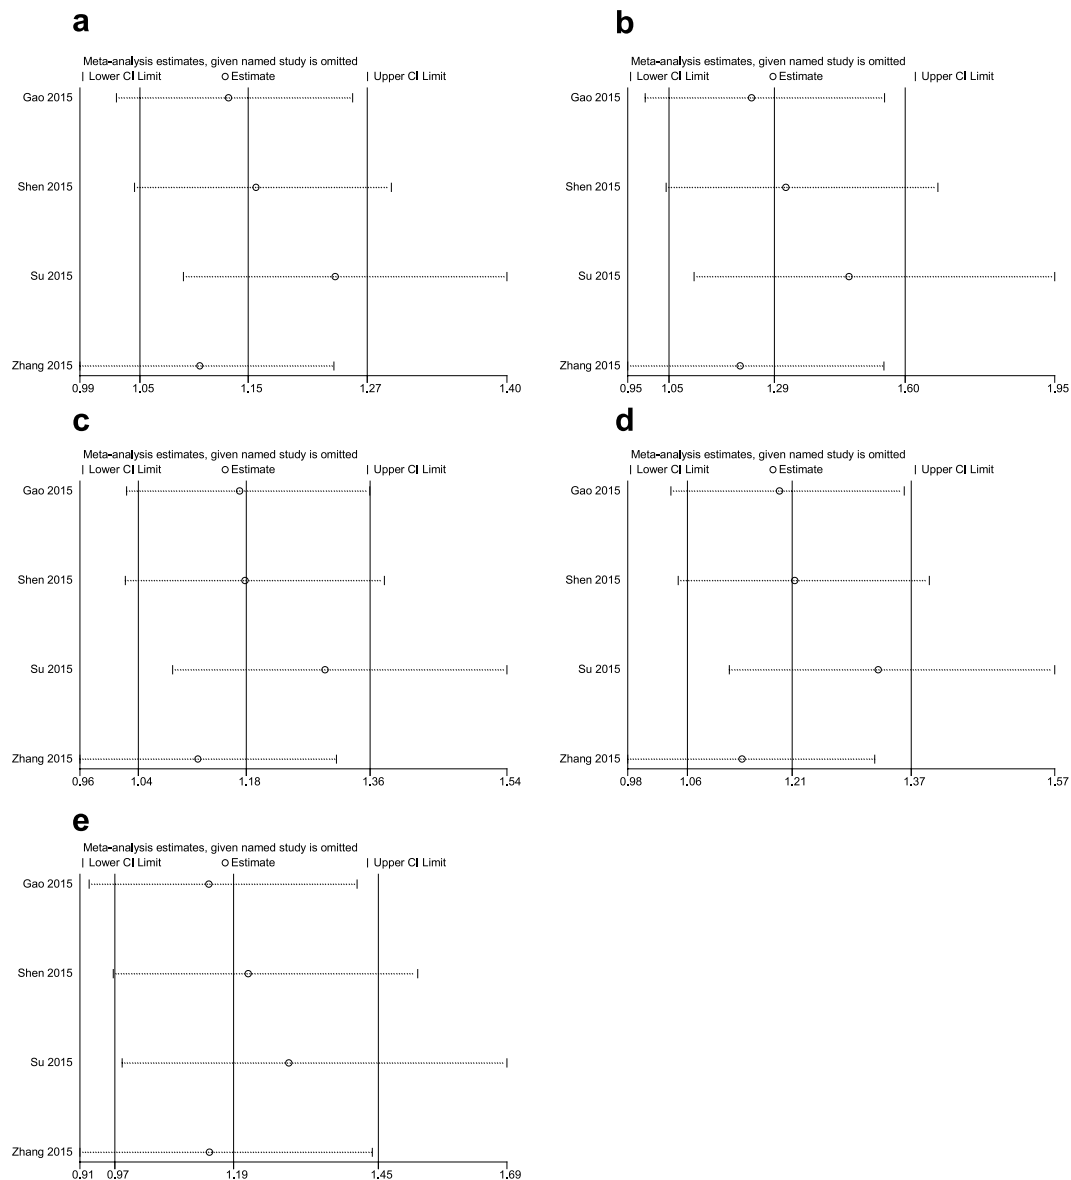 a
Meta-analysis estimates, given named study is omitted
Lower CI Limit Estimate Upper CI Limit
Gao 2015
Shen 2015
Su 2015
Zhang 2015
0.99 1.05 1.15 1.27 1.40
b
Meta-analysis estimates, given named study is omitted
Lower CI Limit Estimate Upper CI Limit
Gao 2015
Shen 2015
Su 2015
Zhang 2015
0.95 1.05 1.29 1.60 1.95
c
Meta-analysis estimates, given named study is omitted
Lower CI Limit Estimate Upper CI Limit
Gao 2015
Shen 2015
Su 2015
Zhang 2015
0.96 1.04 1.18 1.36 1.54
d
Meta-analysis estimates, given named study is omitted
Lower CI Limit Estimate Upper CI Limit
Gao 2015
Shen 2015
Su 2015
Zhang 2015
0.98 1.06 1.21 1.37 1.57
e
Meta-analysis estimates, given named study is omitted
Lower CI Limit Estimate Upper CI Limit
Gao 2015
Shen 2015
Su 2015
Zhang 2015
0.91 0.97 1.19 1.45 1.69